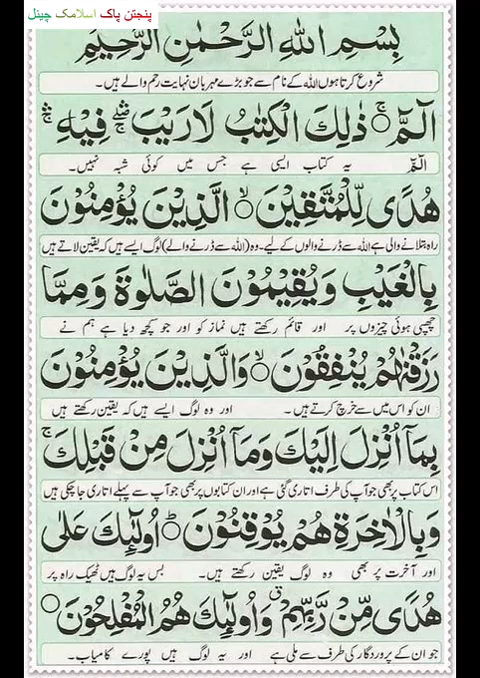 پنجتن پاک اسلامک چینل
بِسْمِ اللهِ الرَّحْمٰنِ الرَّحِيْمِ
شروع کرتا ہوں اللہ کے نام سے جو بڑے مہربان نہایت رحم والے ہیں۔
الٓمّٓ ۚ ذٰلِكَ الْكِتٰبُ لَا رَيْبَ ۛ فِيْهِ ۛ
الٓمّٓ یہ کتاب ایسی ہے جس میں کوئی شبہ نہیں۔
هُدًى لِّلْمُتَّقِيْنَ ۙ الَّذِيْنَ يُؤْمِنُوْنَ
راہ بتلانے والی ہے اللہ سے ڈرنے والوں کے لیے۔ وہ (اللہ سے ڈرنے والے) لوگ ایسے ہیں کہ یقین لاتے ہیں
بِالْغَيْبِ وَيُقِيْمُوْنَ الصَّلٰوةَ وَمِمَّا
چھپی ہوئی چیزوں پر اور قائم رکھتے ہیں نماز کو اور جو کچھ دیا ہے ہم نے
رَزَقْنٰهُمْ يُنْفِقُوْنَ ۙ وَالَّذِيْنَ يُؤْمِنُوْنَ
ان کو اس میں سے خرچ کرتے ہیں۔ اور وہ لوگ ایسے ہیں کہ یقین رکھتے ہیں
بِمَآ اُنْزِلَ اِلَيْكَ وَمَآ اُنْزِلَ مِنْ قَبْلِكَ ۚ
اس کتاب پر بھی جو آپ کی طرف اتاری گئی ہے اور ان کتابوں پر بھی جو آپ سے پہلے اتاری جا چکی ہیں
وَبِالْاٰخِرَةِ هُمْ يُوْقِنُوْنَ ؕ اُولٰٓئِكَ عَلٰى
اور آخرت پر بھی وہ لوگ یقین رکھتے ہیں۔ بس یہ لوگ ہیں ٹھیک راہ پر
هُدًى مِّنْ رَّبِّهِمْ ۗ وَاُولٰٓئِكَ هُمُ الْمُفْلِحُوْنَ
جو ان کے پروردگار کی طرف سے ملی ہے اور یہ لوگ ہیں پورے کامیاب۔